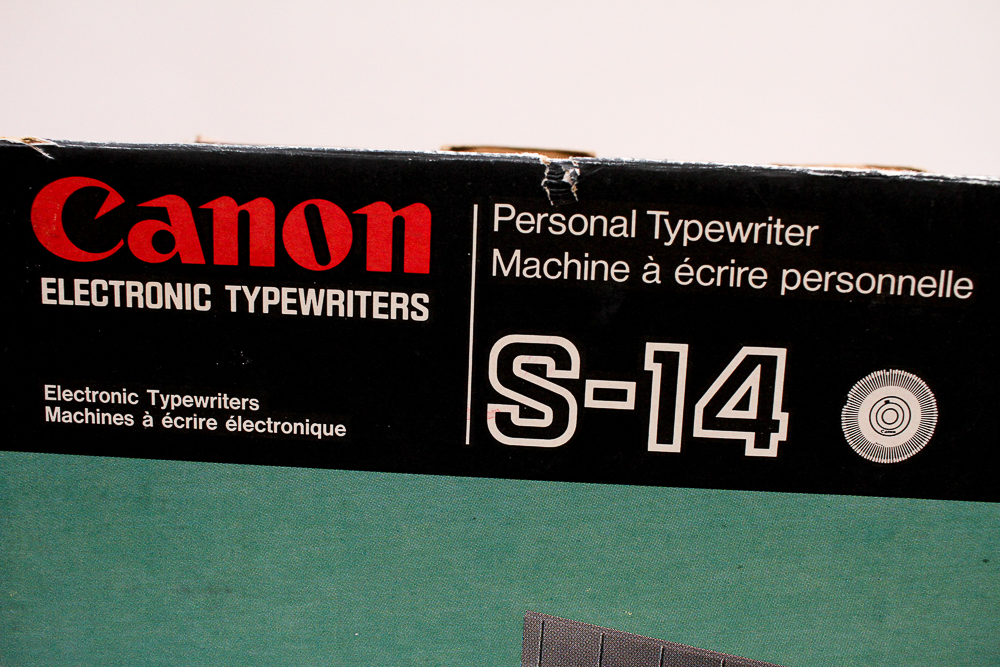 Canon
ELECTRONIC TYPEWRITERS
Electronic Typewriters
Machines à écrire électronique
Personal Typewriter
Machine à écrire personnelle
S-14